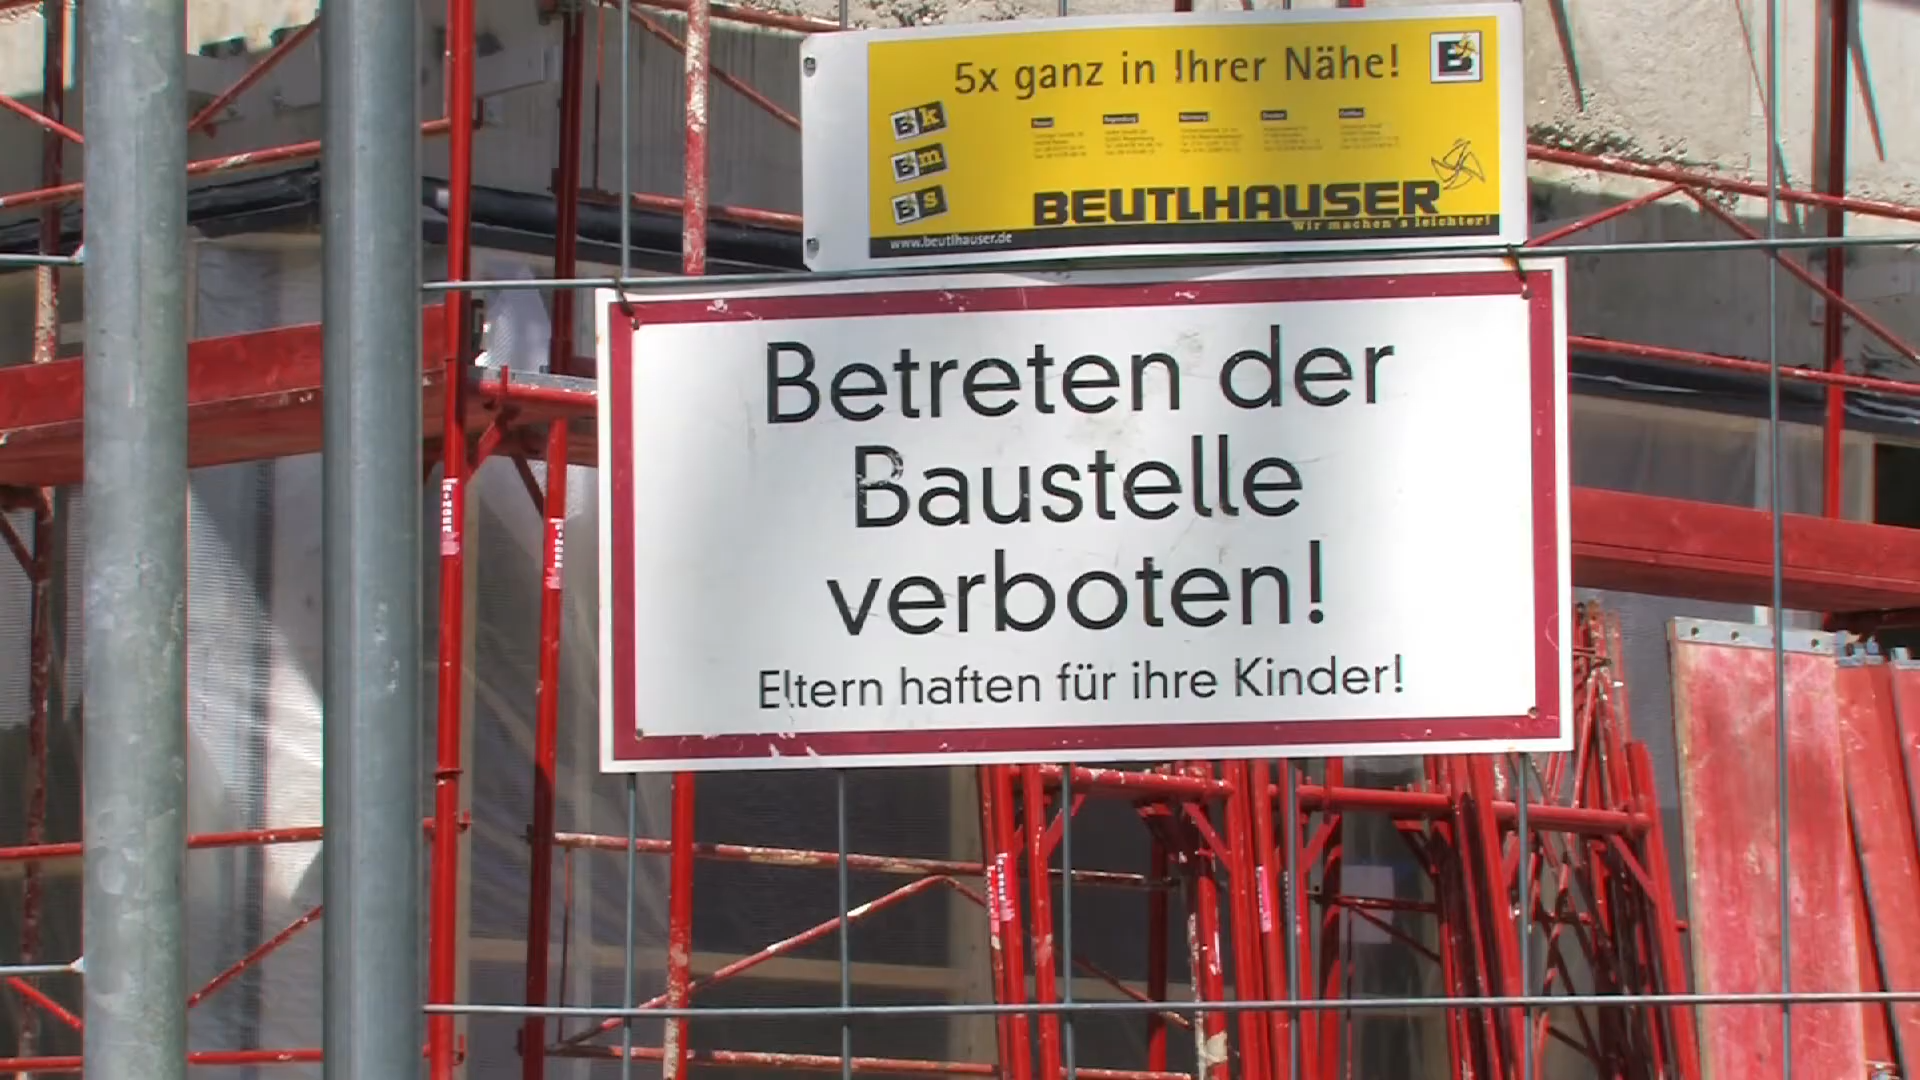 5x ganz in Ihrer Nähe!
B
Bk
Bm
Bs
BEUTLHAUSER
Wir machen's leichter!
www.beutlhauser.de
Betreten der
Baustelle
verboten!
Eltern haften für ihre Kinder!